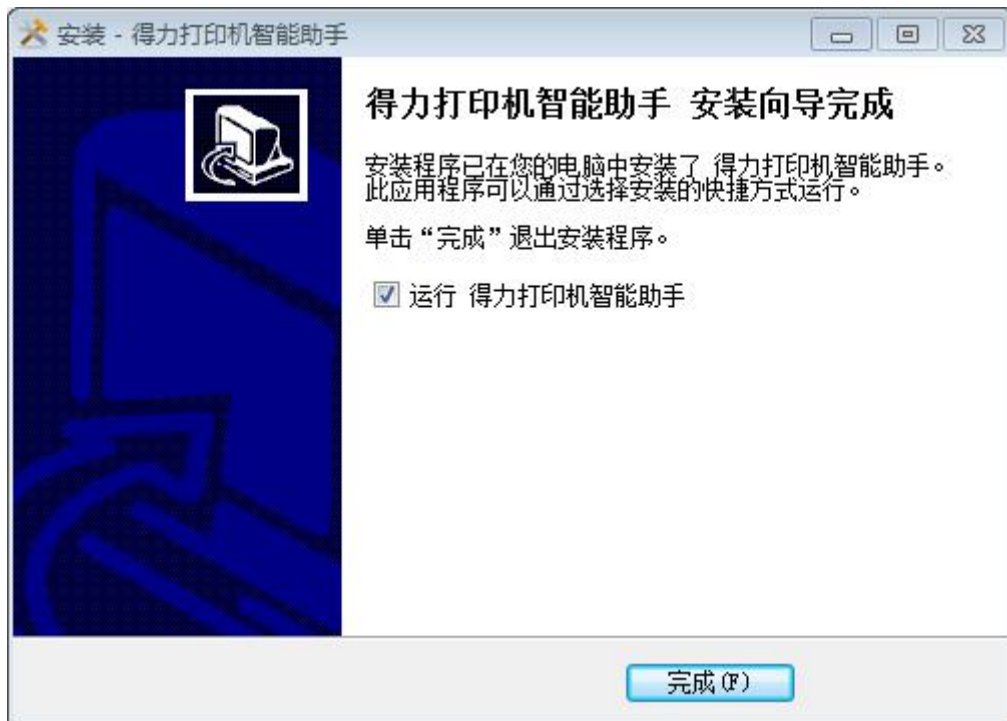 安装 - 得力打印机智能助手
得力打印机智能助手 安装向导完成
安装程序已在您的电脑中安装了 得力打印机智能助手。
此应用程序可以通过选择安装的快捷方式运行。
单击“完成”退出安装程序。
运行 得力打印机智能助手
完成(F)